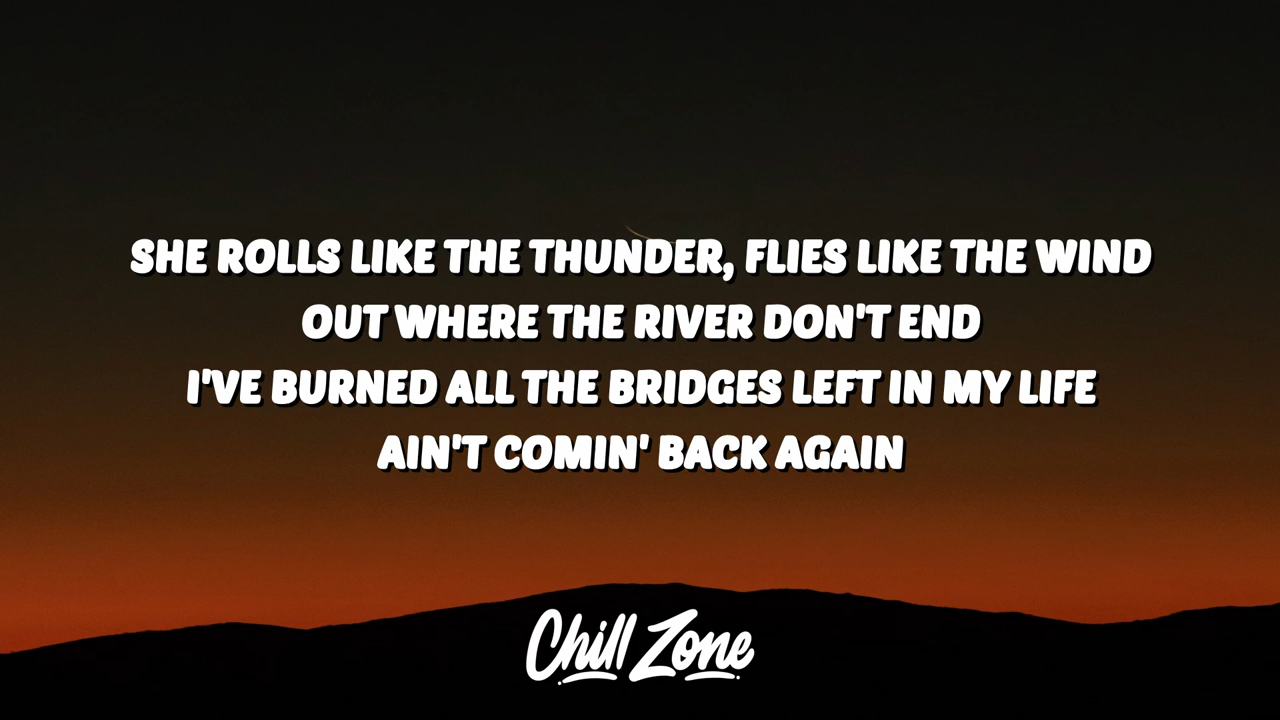 SHE ROLLS LIKE THE THUNDER, FLIES LIKE THE WIND
OUT WHERE THE RIVER DON'T END
I'VE BURNED ALL THE BRIDGES LEFT IN MY LIFE
AIN'T COMIN' BACK AGAIN
Chill Zone